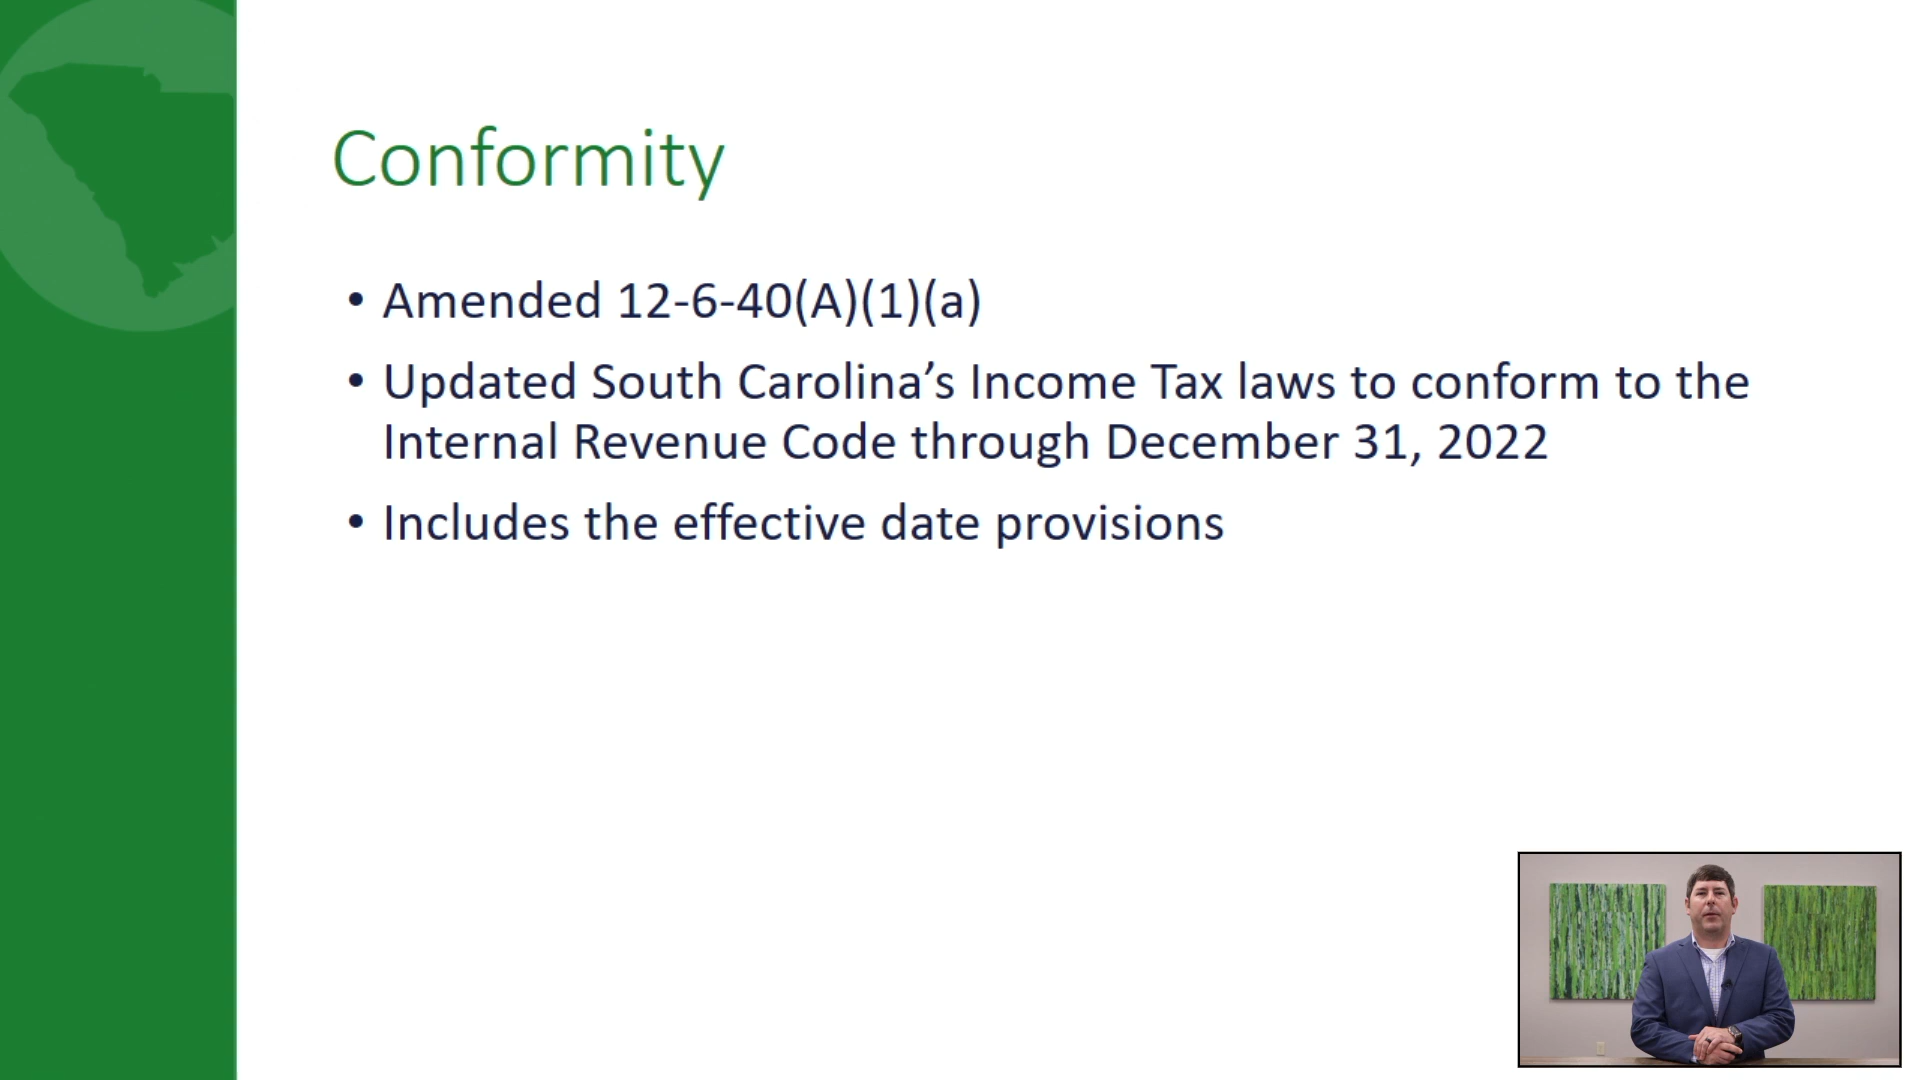 Conformity
• Amended 12-6-40(A)(1)(a)
• Updated South Carolina’s Income Tax laws to conform to the
Internal Revenue Code through December 31, 2022
• Includes the effective date provisions